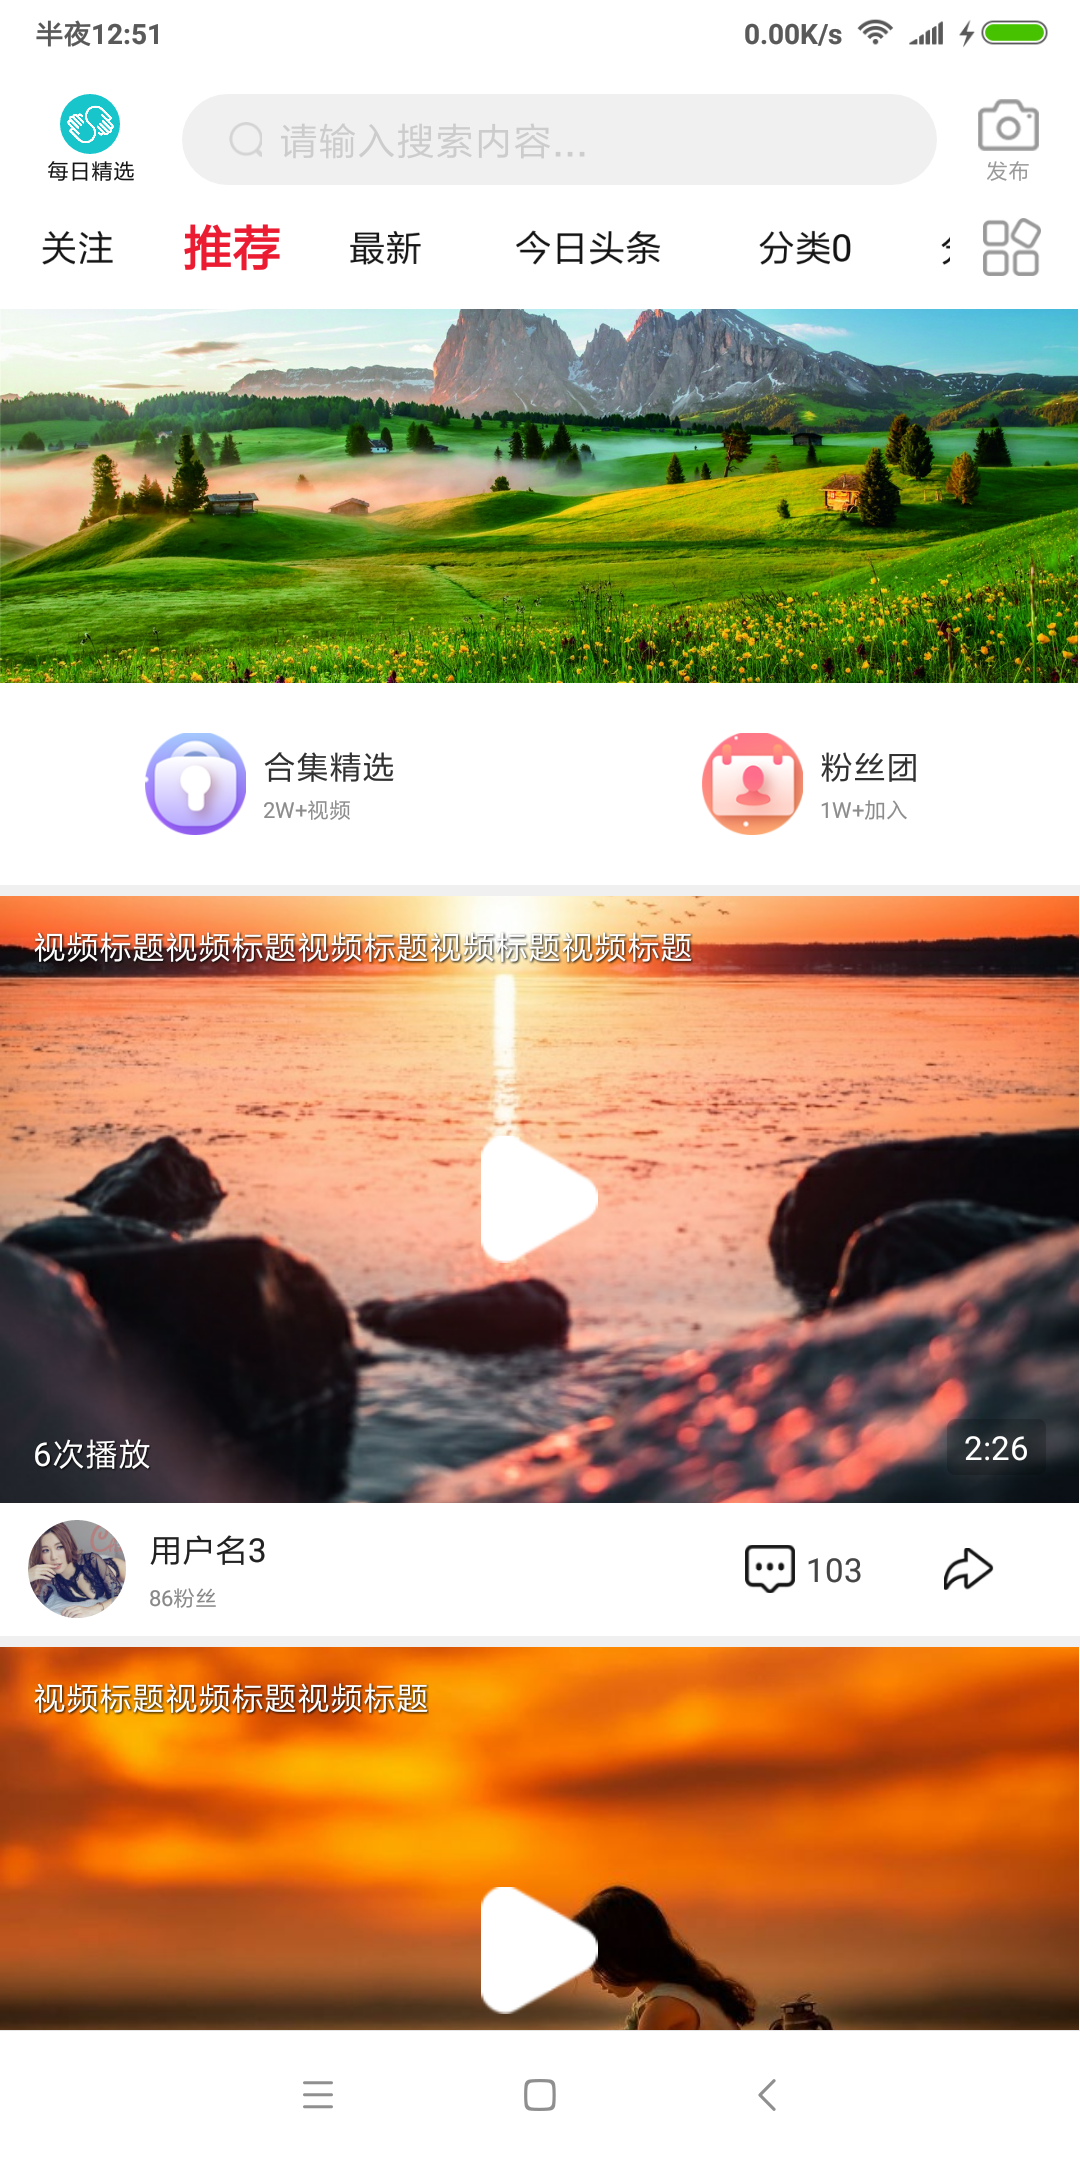 半夜12:51
0.00K/s
每日精选
请输入搜索内容...
发布
关注 推荐 最新 今日头条 分类0
合集精选
2W+视频
粉丝团
1W+加入
视频标题视频标题视频标题视频标题视频标题
6次播放
2:26
用户名3
86粉丝
103
视频标题视频标题视频标题